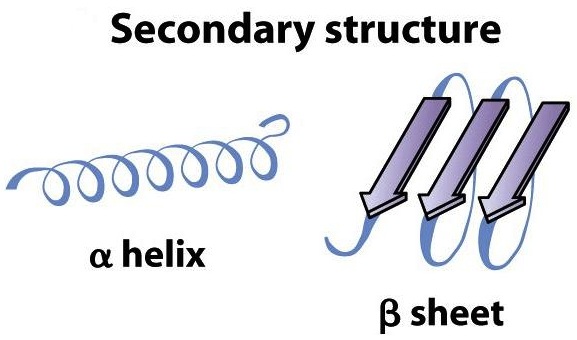 Secondary structure
α helix
β sheet